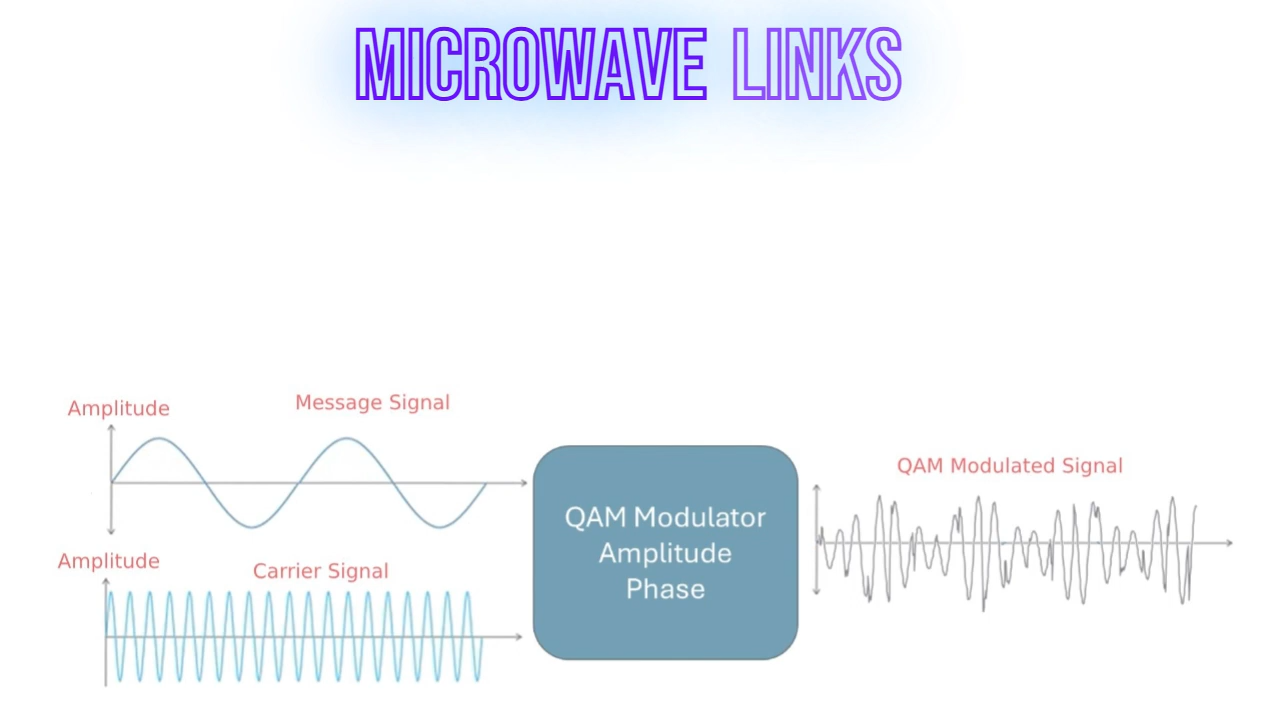 MICROWAVE LINKS
Amplitude
Message Signal
Amplitude
Carrier Signal
QAM Modulator
Amplitude
Phase
QAM Modulated Signal